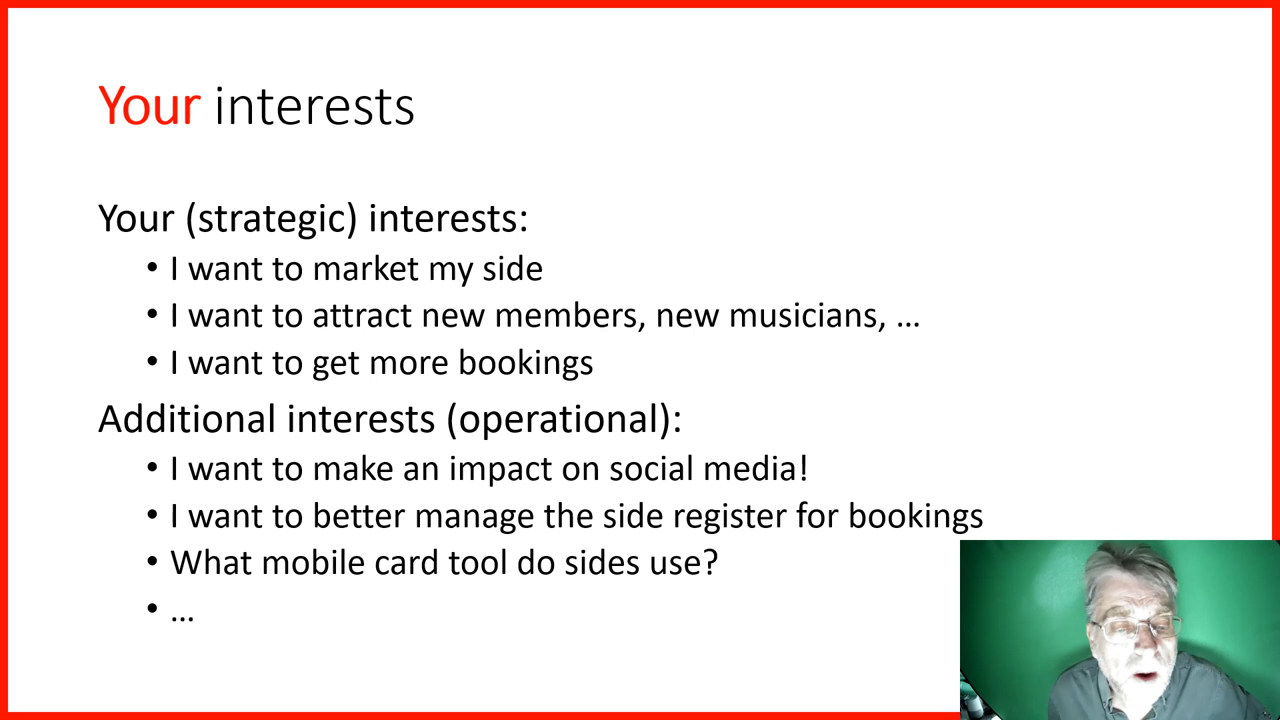 Your interests
Your (strategic) interests:
• I want to market my side
• I want to attract new members, new musicians, …
• I want to get more bookings
Additional interests (operational):
• I want to make an impact on social media!
• I want to better manage the side register for bookings
• What mobile card tool do sides use?
• …